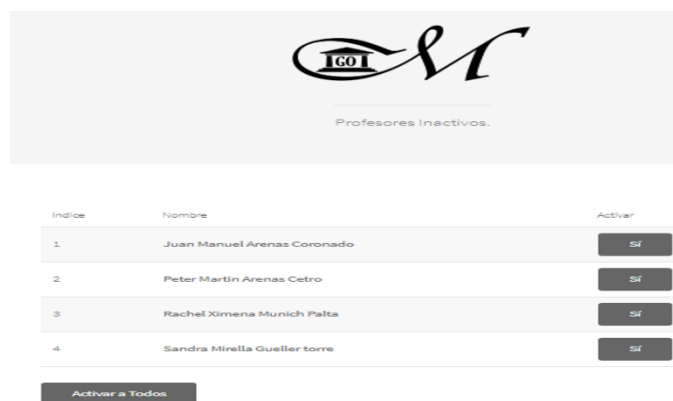 GO M
Profesores Inactivos.
Indice Nombre Activar
1 Juan Manuel Arenas Coronado Sí
2 Peter Martin Arenas Cetro Sí
3 Rachel Ximena Munich Palta Sí
4 Sandra Mirella Gueller torre Sí
Activar a Todos